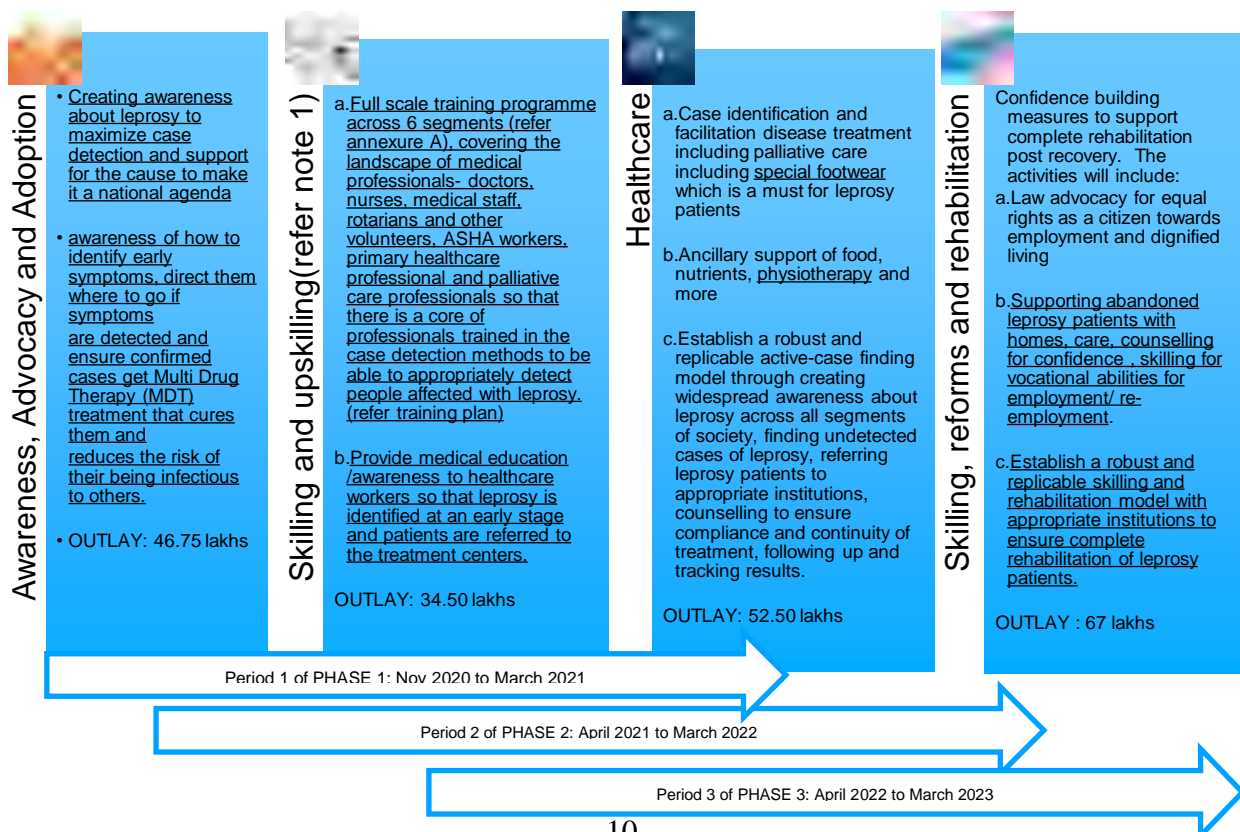 Awareness, Advocacy and Adoption
• Creating awareness
about leprosy to
maximize case
detection and support
for the cause to make
it a national agenda
• awareness of how to
identify early
symptoms, direct them
where to go if
symptoms
are detected and
ensure confirmed
cases get Multi Drug
Therapy (MDT)
treatment that cures
them and
reduces the risk of
their being infectious
to others.
• OUTLAY: 46.75 lakhs
Skilling and upskilling(refer note 1)
a.Full scale training programme
across 6 segments (refer
annexure A), covering the
landscape of medical
professionals- doctors,
nurses, medical staff,
rotarians and other
volunteers, ASHA workers,
primary healthcare
professional and palliative
care professionals so that
there is a core of
professionals trained in the
case detection methods to be
able to appropriately detect
people affected with leprosy.
(refer training plan)
b.Provide medical education
/awareness to healthcare
workers so that leprosy is
identified at an early stage
and patients are referred to
the treatment centers.
OUTLAY: 34.50 lakhs
Healthcare
a.Case identification and
facilitation disease treatment
including palliative care
including special footwear
which is a must for leprosy
patients
b.Ancillary support of food,
nutrients, physiotherapy and
more
c.Establish a robust and
replicable active-case finding
model through creating
widespread awareness about
leprosy across all segments
of society, finding undetected
cases of leprosy, referring
leprosy patients to
appropriate institutions,
counselling to ensure
compliance and continuity of
treatment, following up and
tracking results.
OUTLAY: 52.50 lakhs
Skilling, reforms and rehabilitation
Confidence building
measures to support
complete rehabilitation
post recovery. The
activities will include:
a.Law advocacy for equal
rights as a citizen towards
employment and dignified
living
b.Supporting abandoned
leprosy patients with
homes, care, counselling
for confidence , skilling for
vocational abilities for
employment/ re-
employment.
c.Establish a robust and
replicable skilling and
rehabilitation model with
appropriate institutions to
ensure complete
rehabilitation of leprosy
patients.
OUTLAY : 67 lakhs
Period 1 of PHASE 1: Nov 2020 to March 2021
Period 2 of PHASE 2: April 2021 to March 2022
Period 3 of PHASE 3: April 2022 to March 2023
10